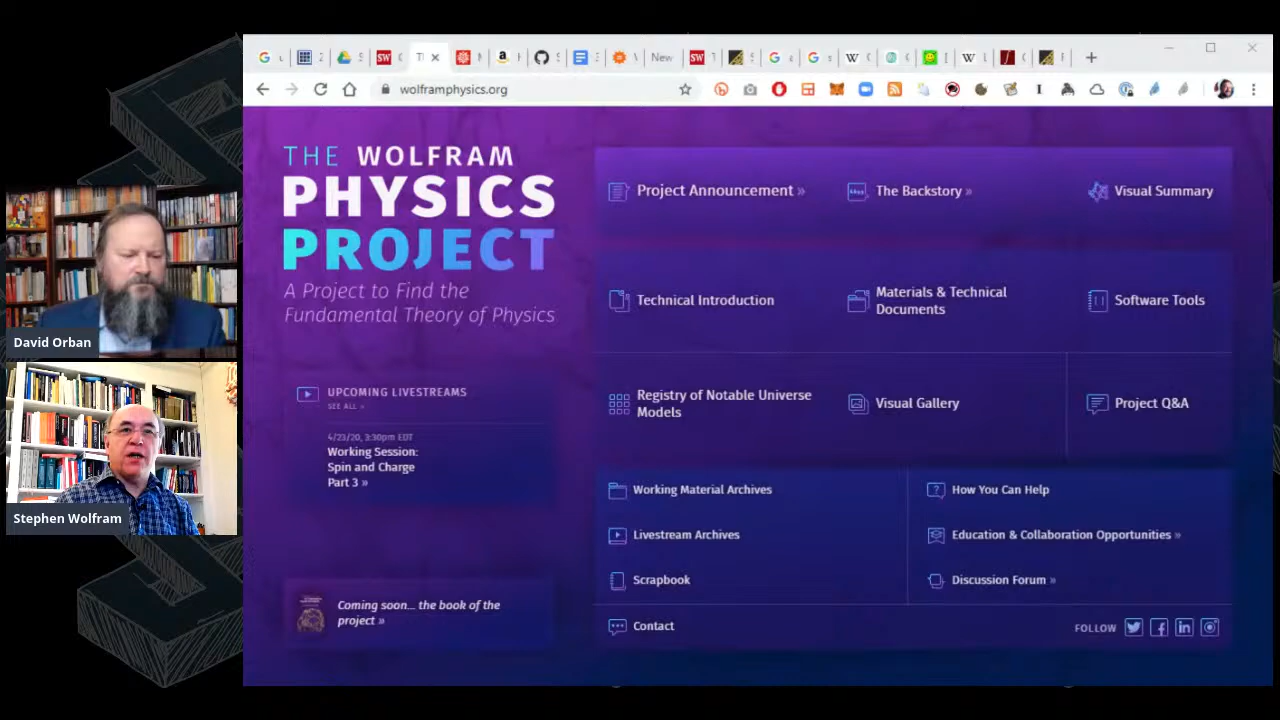 New
wolframphysics.org
THE WOLFRAM
PHYSICS
PROJECT
A Project to Find the
Fundamental Theory of Physics
UPCOMING LIVESTREAMS
SEE ALL »
4/23/20, 3:30pm EDT
Working Session:
Spin and Charge
Part 3 »
Coming soon... the book of the
project »
Project Announcement »
The Backstory »
Visual Summary
Technical Introduction
Materials & Technical
Documents
Software Tools
Registry of Notable Universe
Models
Visual Gallery
Project Q&A
Working Material Archives
How You Can Help
Livestream Archives
Education & Collaboration Opportunities »
Scrapbook
Discussion Forum »
Contact
FOLLOW
David Orban
Stephen Wolfram